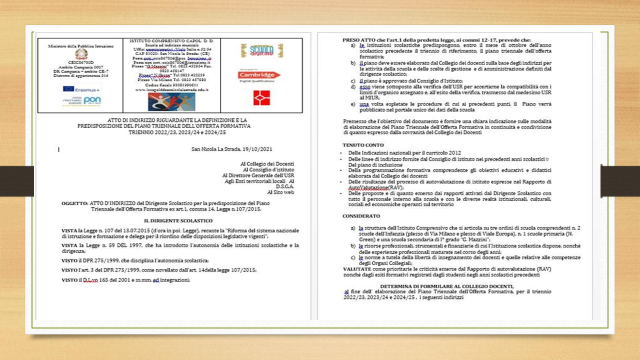 Ministero della Pubblica Istruzione
Ambito Campania 0007
ISTITUTO COMPRENSIVO CAPOL. D. D.
Scuola ad indirizzo musicale
Cambridge
Erasmus+
pon
ATTO DI INDIRIZZO RIGUARDANTE LA DEFINIZIONE E LA
PREDISPOSIZIONE DEL PIANO TRIENNALE DELL'OFFERTA FORMATIVA
TRIENNIO 2022/23, 2023/24 e 2024/25
San Nicola La Strada, 19/10/2021
Al Collegio dei Docenti
Al Consiglio d'istituto
Al Direttore Generale dell'USR
Agli Enti territoriali locali Al
D.S.G.A.
Al Sito web
OGGETTO: ATTO D'INDIRIZZO del Dirigente Scolastico per la predisposizione del Piano
Triennale dell'Offerta Formativa ex art.1, comma 14, Legge n.107/2015.
IL DIRIGENTE SCOLASTICO
VISTA la Legge n. 107 del 13.07.2015 (d'ora in poi, Legge), recante la "Riforma del sistema nazionale
di istruzione e formazione e delega per il riordino delle disposizioni legislative vigenti".
VISTA la Legge n. 59 DEL 1997, che ha introdotto l'autonomia delle istituzioni scolastiche e la
dirigenza;
VISTO il DPR 275/1999, che disciplina l'autonomia scolastica;
VISTO l'art. 3 del DPR 275/1999, come novellato dall'art. 14 della legge 107/2015;
VISTO il D.L.vo 165 del 2001 e ss.mm. ed integrazioni;
PRESO ATTO che l'art.1 della predetta legge, ai commi 12-17, prevede che:
a) le istituzioni scolastiche predispongono, entro il mese di ottobre dell'anno
scolastico precedente il triennio di riferimento, il piano triennale dell'offerta
formativa;
b) il piano deve essere elaborato dal Collegio dei Docenti sulla base degli indirizzi per
le attività della scuola e delle scelte di gestione e di amministrazione definiti dal
dirigente scolastico;
c) il piano è approvato dal Consiglio d'Istituto;
d) esso viene sottoposto alla verifica dell'USR per accertarne la compatibilità con i
limiti di organico assegnato e, all'esito della verifica, trasmesso dal medesimo USR
al MIUR;
e) una volta espletate le procedure di cui ai precedenti punti, il Piano verrà
pubblicato nel portale unico dei dati della scuola
Premesso che l'obiettivo del documento è fornire una chiara indicazione sulle modalità
di elaborazione del Piano Triennale dell'Offerta Formativa in continuità e condivisione
di quanto espresso dal Collegio dei Docenti
TENUTO CONTO
• Delle Indicazioni nazionali per il curricolo 2012
• Delle linee di indirizzo fornite dal Consiglio d'Istituto nei precedenti anni scolastici
• Del piano di inclusione
• Della programmazione formativa comprendente gli obiettivi educativi e didattici
elaborata dal Collegio dei docenti
• Delle risultanze del processo di autovalutazione di istituto espresse nel Rapporto di
AutoValutazione(RAV).
• Delle proposte e di quanto emerso dai rapporti attivati dal Dirigente Scolastico con
tutto il personale interno alla scuola e con le diverse realtà istituzionali, culturali,
sociali ed economiche operanti sul territorio
CONSIDERATO
a) la struttura dell'Istituto Comprensivo che si articola su tre ordini di scuola comprendenti n. 2
scuole dell'Infanzia (plesso di Via Milano e plesso di Viale Europa), n. 1 scuola primaria (N.
Green) e una scuola secondaria di I° grado "G. Mazzini";
b) le risorse professionali, strumentali e finanziarie di cui l'Istituzione scolastica dispone, nonché
delle esperienze professionali maturate nel corso degli anni;
c) le norme a tutela della libertà di insegnamento dei docenti e quelle relative alle competenze
degli Organi Collegiali;
VALUTATE come prioritarie le criticità emerse dal Rapporto di autovalutazione (RAV)
nonché dagli esiti formativi registrati dagli studenti negli anni scolastici precedenti
DETERMINA DI FORMULARE AL COLLEGIO DOCENTI,
al fine dell' elaborazione del Piano Triennale dell'Offerta Formativa, per il triennio
2022/23, 2023/24 e 2024/25, i seguenti indirizzi